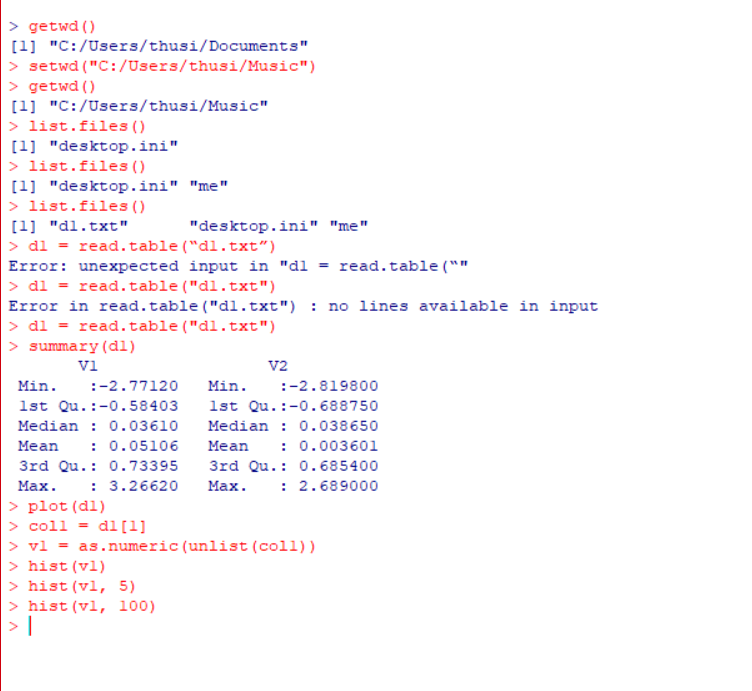 > getwd()
[1] "C:/Users/thusi/Documents"
> setwd("C:/Users/thusi/Music")
> getwd()
[1] "C:/Users/thusi/Music"
> list.files()
[1] "desktop.ini"
> list.files()
[1] "desktop.ini" "me"
> list.files()
[1] "d1.txt"      "desktop.ini" "me"
> d1 = read.table(“d1.txt”)
Error: unexpected input in "d1 = read.table(“"
> d1 = read.table("d1.txt")
Error in read.table("d1.txt") : no lines available in input
> d1 = read.table("d1.txt")
> summary(d1)
       V1                 V2
 Min.   :-2.77120   Min.   :-2.819800
 1st Qu.:-0.58403   1st Qu.:-0.688750
 Median : 0.03610   Median : 0.038650
 Mean   : 0.05106   Mean   : 0.003601
 3rd Qu.: 0.73395   3rd Qu.: 0.685400
 Max.   : 3.26620   Max.   : 2.689000
> plot(d1)
> col1 = d1[1]
> v1 = as.numeric(unlist(col1))
> hist(v1)
> hist(v1, 5)
> hist(v1, 100)
>